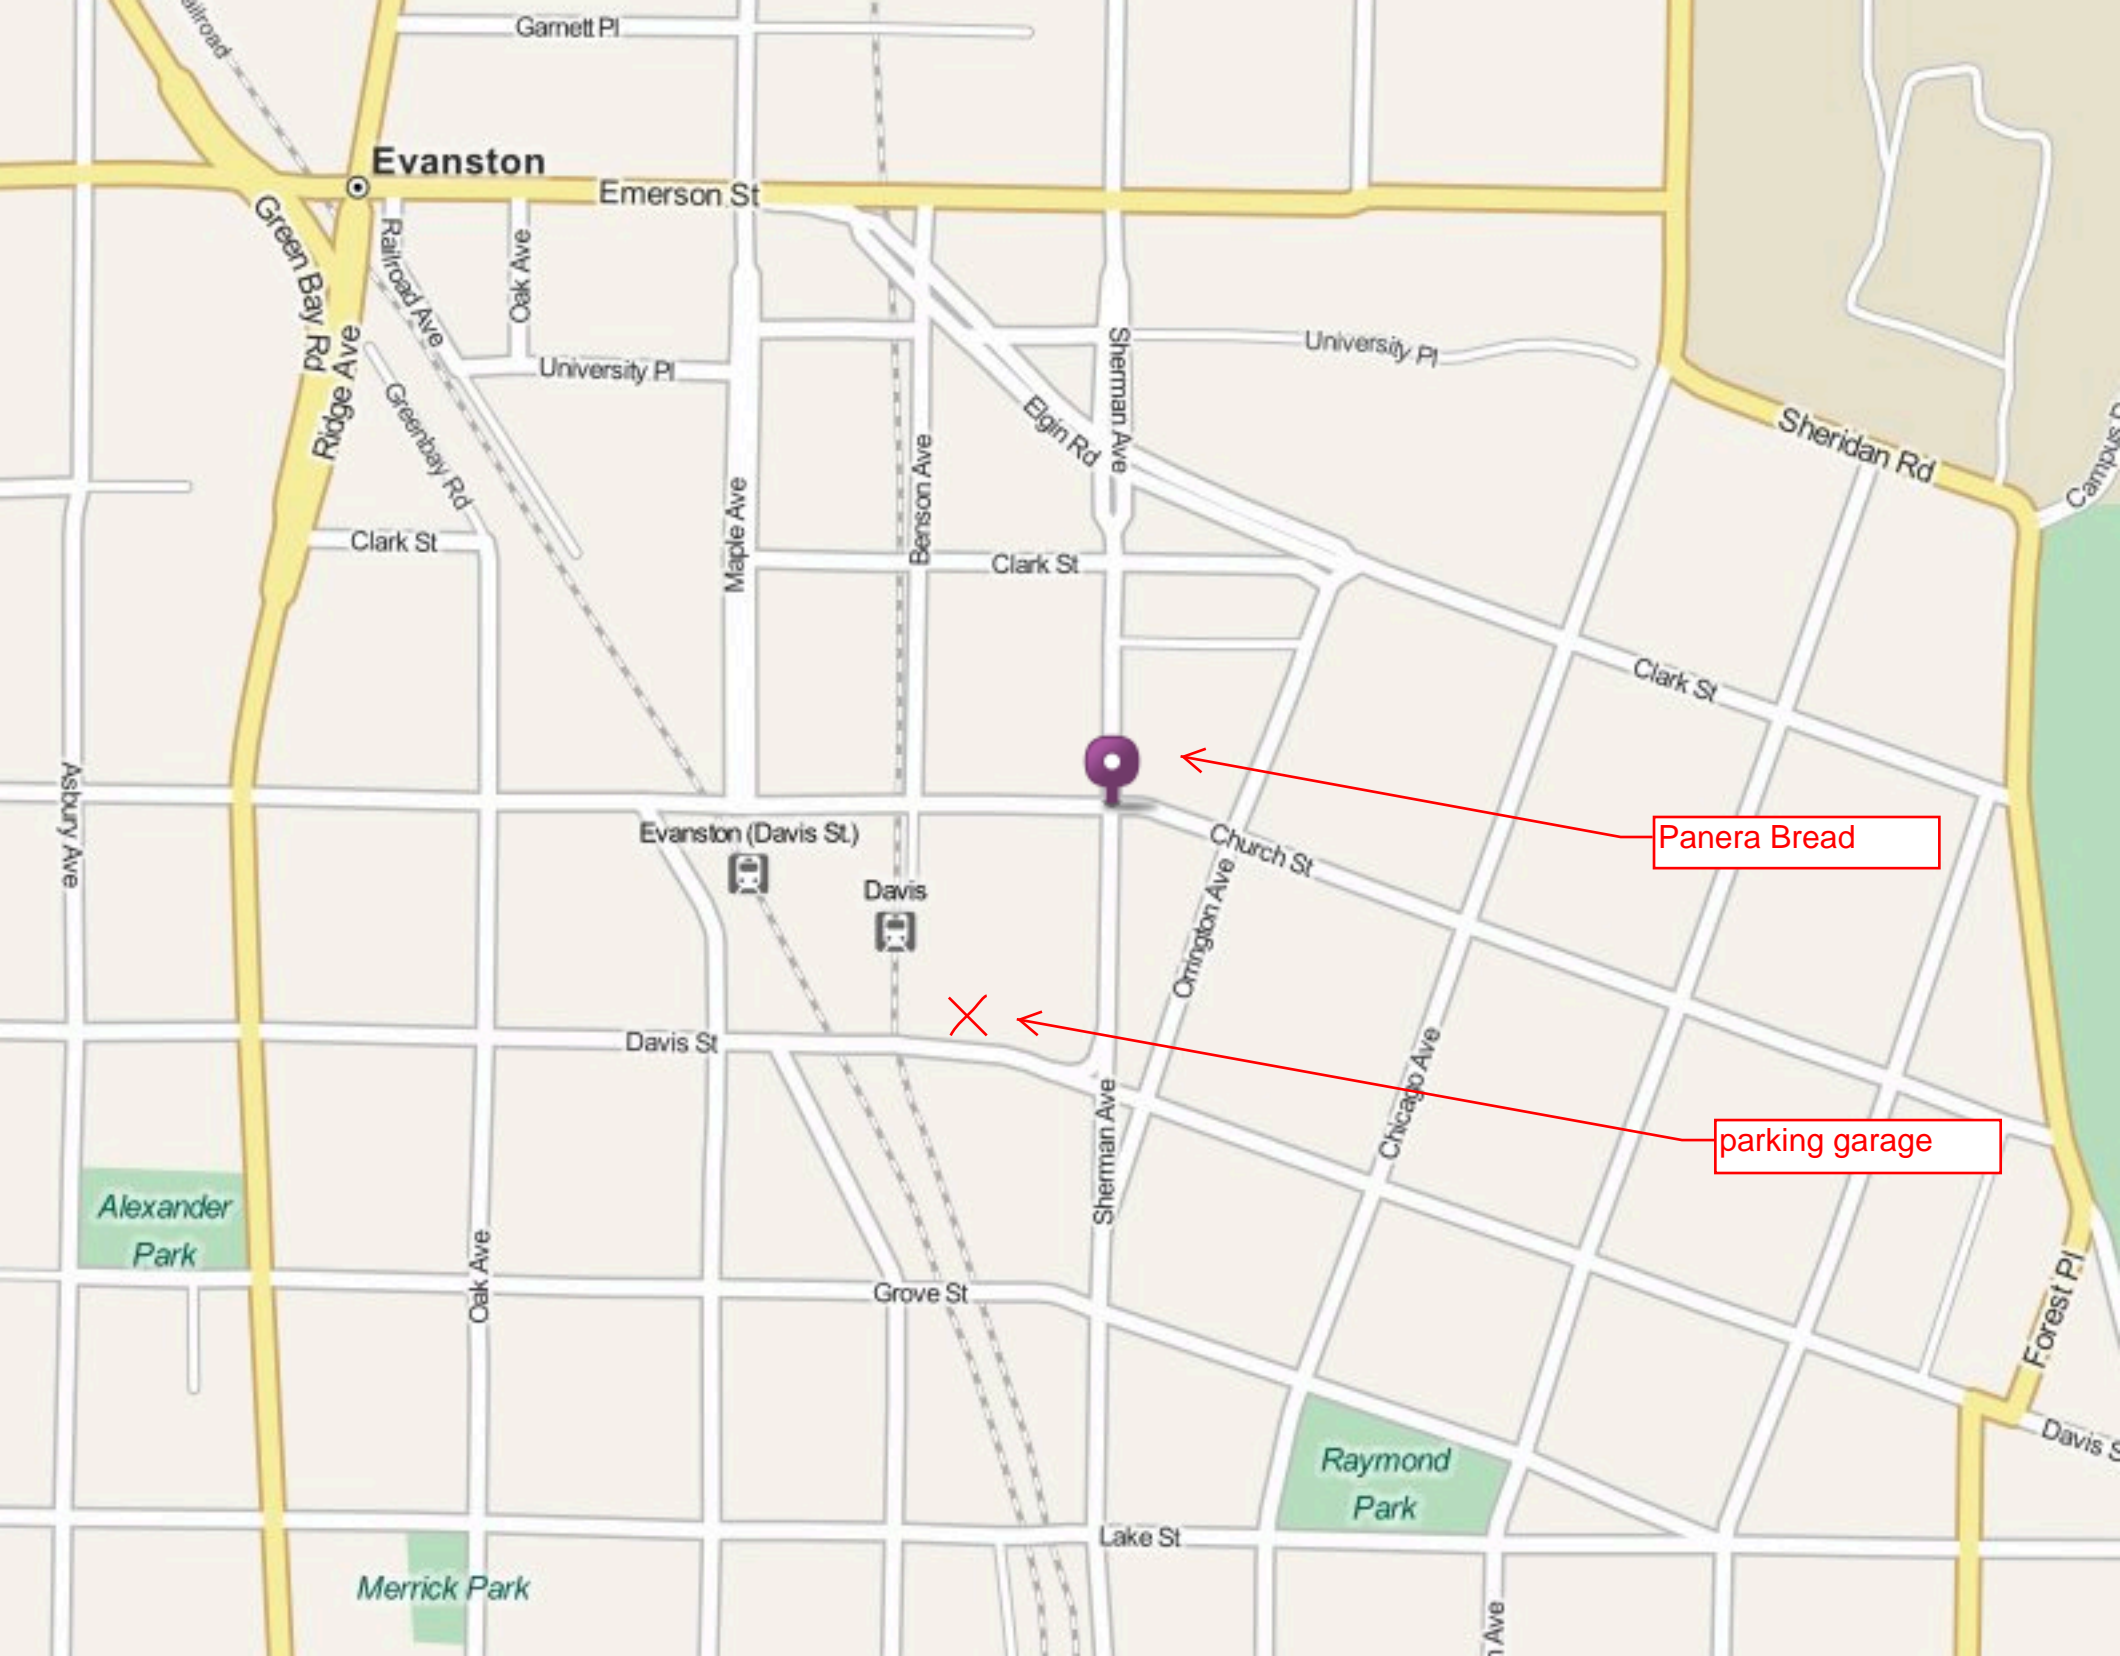 ailroad
Garnett Pl
Evanston
Emerson St
Green Bay Rd
Railroad Ave
Oak Ave
Ridge Ave
University Pl
Sherman Ave
University Pl
Greenbay Rd
Elgin Rd
Sheridan Rd
Campus
Benson Ave
Maple Ave
Clark St
Clark St
Clark St
Asbury Ave
Panera Bread
Evanston (Davis St.)
Church St
Davis
Orrington Ave
Davis St
Chicago Ave
parking garage
Sherman Ave
Alexander
Park
Oak Ave
Grove St
Forest Pl
Davis S
Raymond
Park
Lake St
Merrick Park
Ave